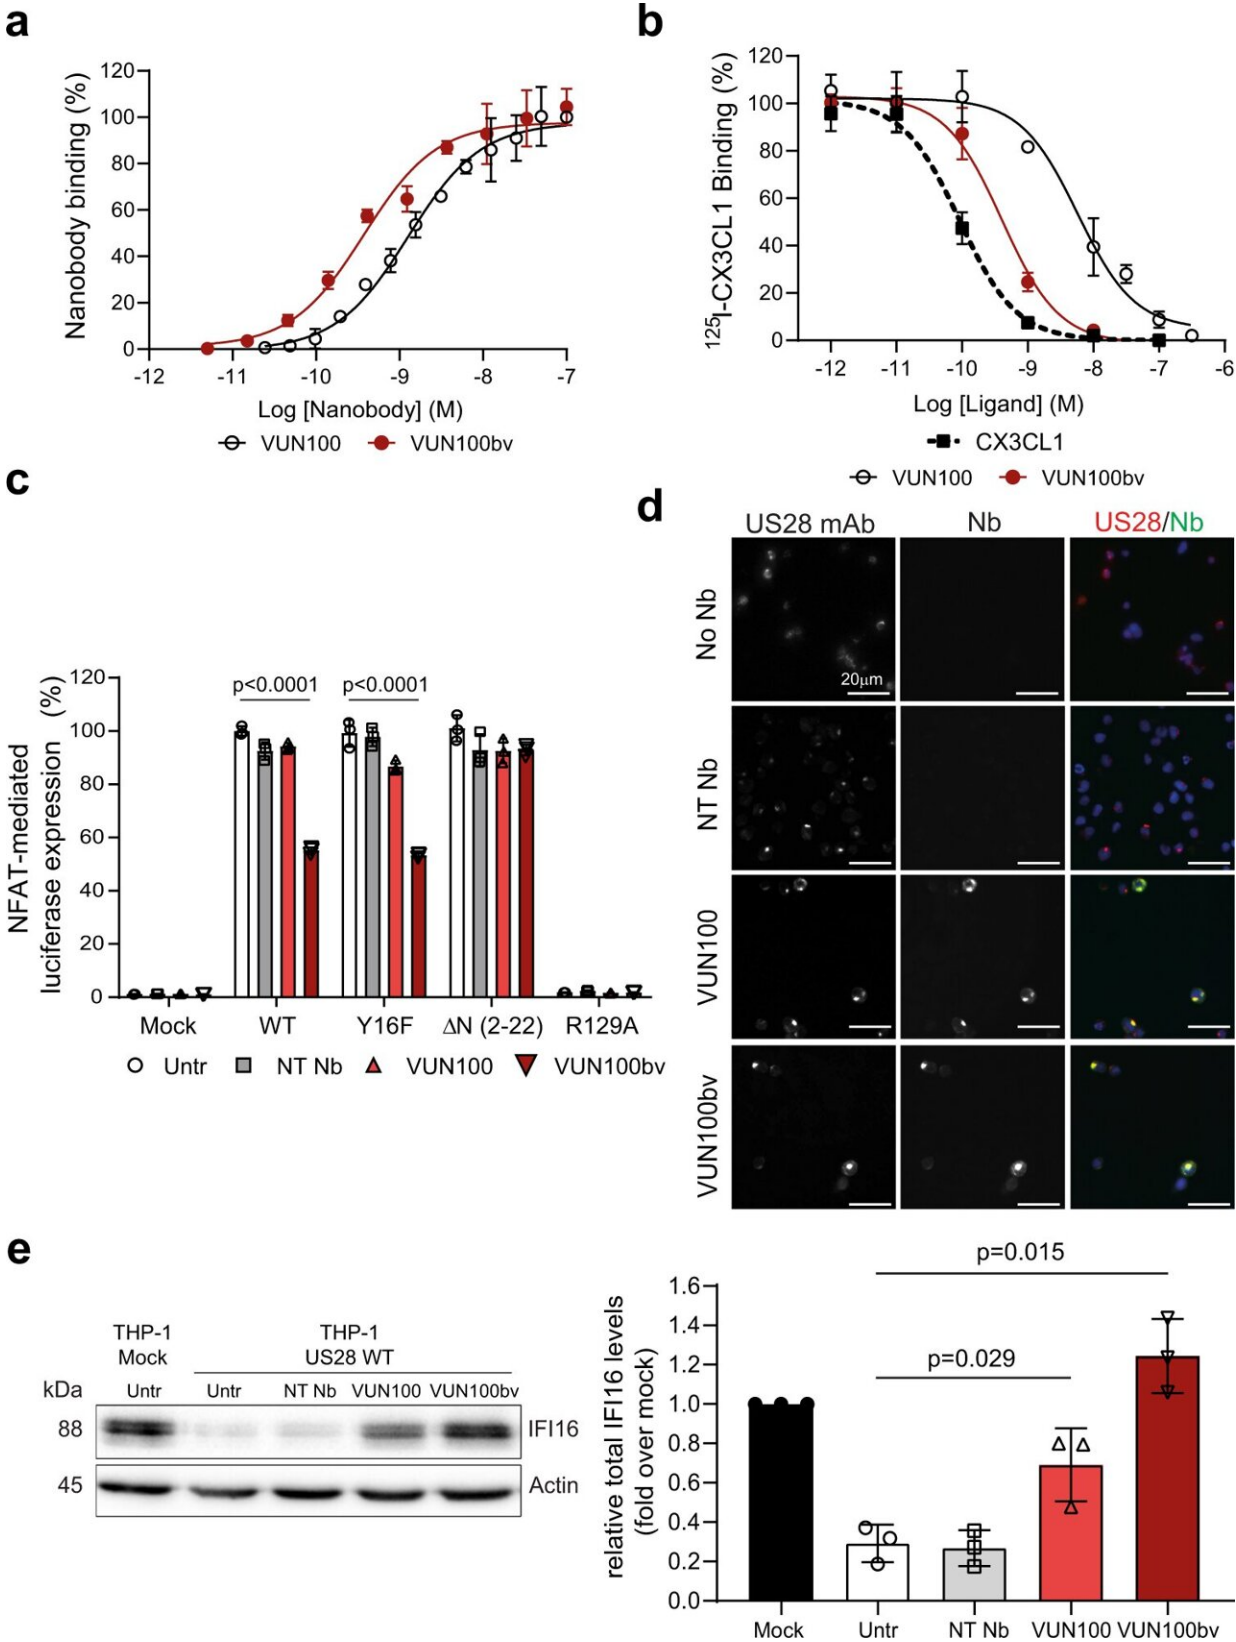 a
Nanobody binding (%)
120
100
80
60
40
20
0
-12 -11 -10 -9 -8 -7
Log [Nanobody] (M)
VUN100 VUN100bv
b
125I-CX3CL1 Binding (%)
120
100
80
60
40
20
0
-12 -11 -10 -9 -8 -7 -6
Log [Ligand] (M)
CX3CL1
VUN100 VUN100bv
c
NFAT-mediated
luciferase expression (%)
120
100
80
60
40
20
0
p<0.0001 p<0.0001
Mock WT Y16F ΔN (2-22) R129A
Untr NT Nb VUN100 VUN100bv
d
US28 mAb Nb US28/Nb
No Nb
20µm
NT Nb
VUN100
VUN100bv
e
THP-1 THP-1
Mock US28 WT
kDa Untr Untr NT Nb VUN100 VUN100bv
88 IFI16
45 Actin
relative total IFI16 levels
(fold over mock)
1.6
1.4
1.2
1.0
0.8
0.6
0.4
0.2
0.0
p=0.015
p=0.029
Mock Untr NT Nb VUN100 VUN100bv